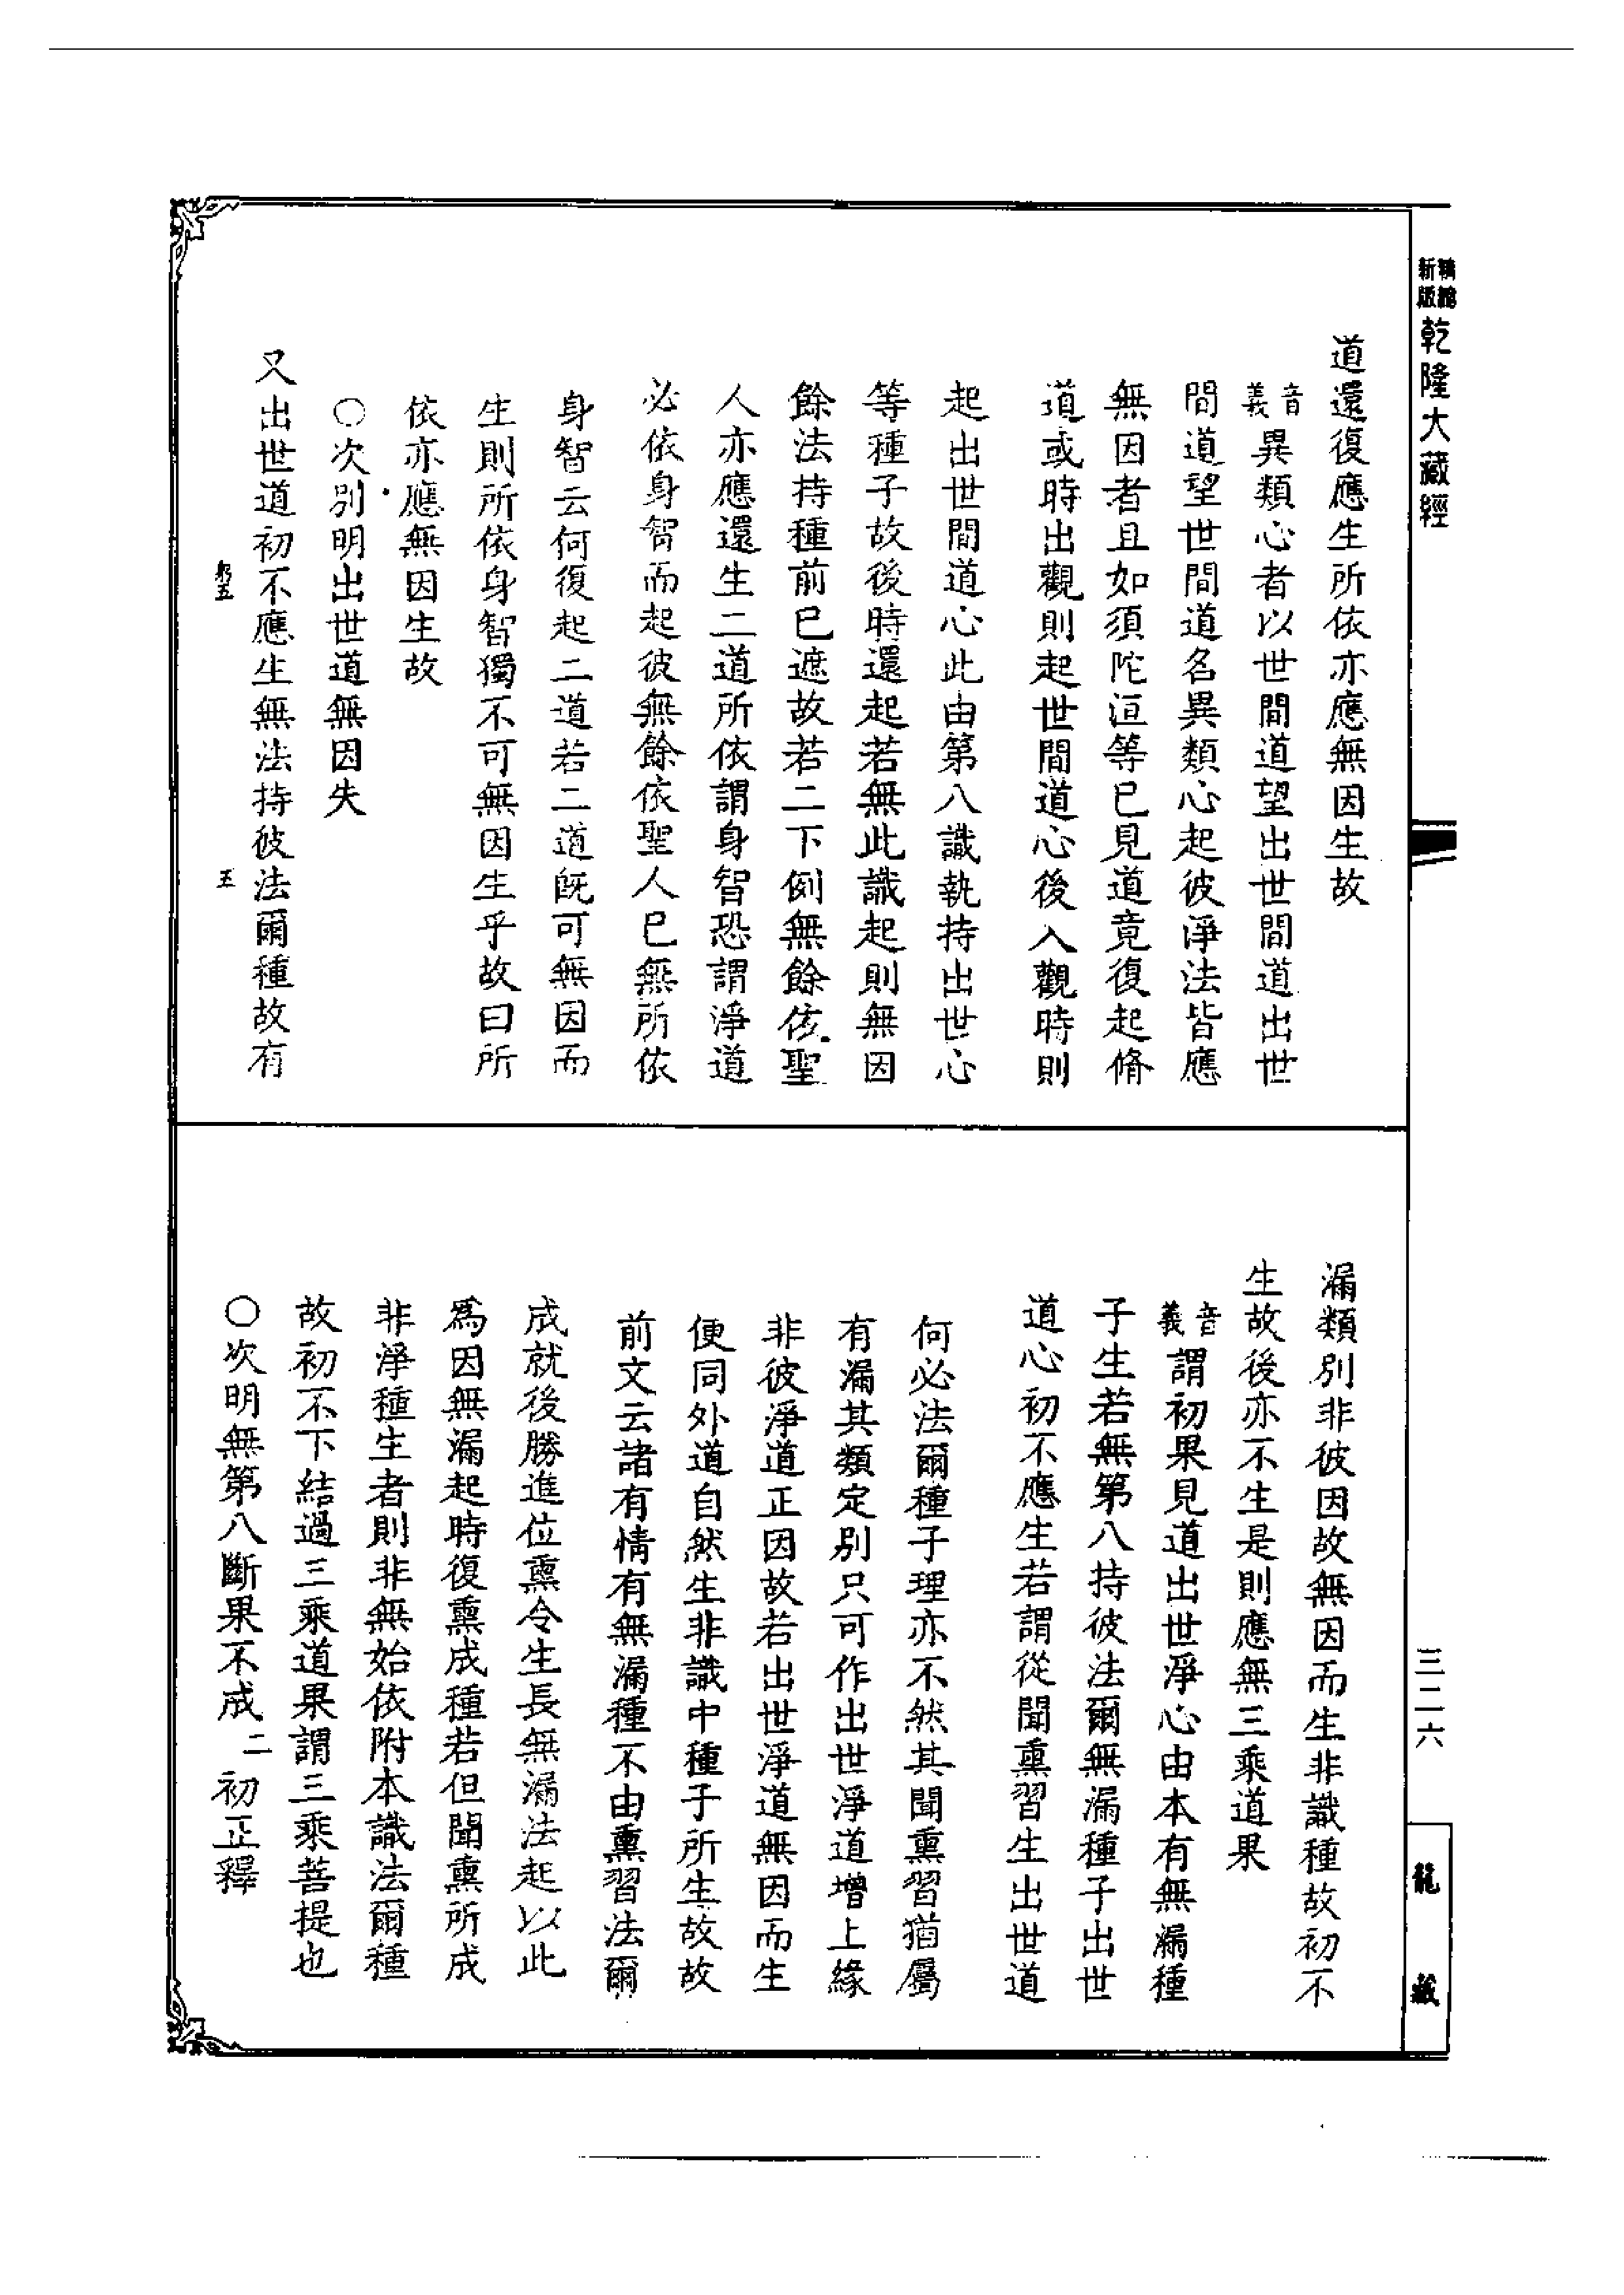 新版精縮乾隆大藏經
道還復應生所依亦應無因生故
音義異類心者以世間道望出世間道出世
間道望世間道名異類心起彼淨法皆應
無因者且如須陀洹等已見道竟復起脩
道或時出觀則起世間道心後入觀時則
起出世間道心此由第八識執持出世心
等種子故後時還起若無此識起則無因
餘法持種前已遮故若二下例無餘依聖
人亦應還生二道所依謂身智恐謂淨道
必依身智而起彼無餘依聖人已無所依
身智云何復起二道若二道既可無因而
生則所依身智獨不可無因生乎故曰所
依亦應無因生故
○次別明出世道無因失
又出世道初不應生無法持彼法爾種故有
五
漏類別非彼因故無因而生非識種故初不
生故後亦不生是則應無三乘道果
音義謂初果見道出世淨心由本有無漏種
子生若無第八持彼法爾無漏種子出世
道心初不應生若謂從聞熏習生出世道
何必法爾種子理亦不然其聞熏習猶屬
有漏其類定別只可作出世淨道增上緣
非彼淨道正因故若出世淨道無因而生
便同外道自然生非識中種子所生故故
前文云諸有情有無漏種不由熏習法爾
成就後勝進位熏令生長無漏法起以此
為因無漏起時復熏成種若但聞熏所成
非淨種生者則非無始依附本識法爾種
故初不下結過三乘道果謂三乘菩提也
○次明無第八斷果不成二初正釋
三二六
龍藏